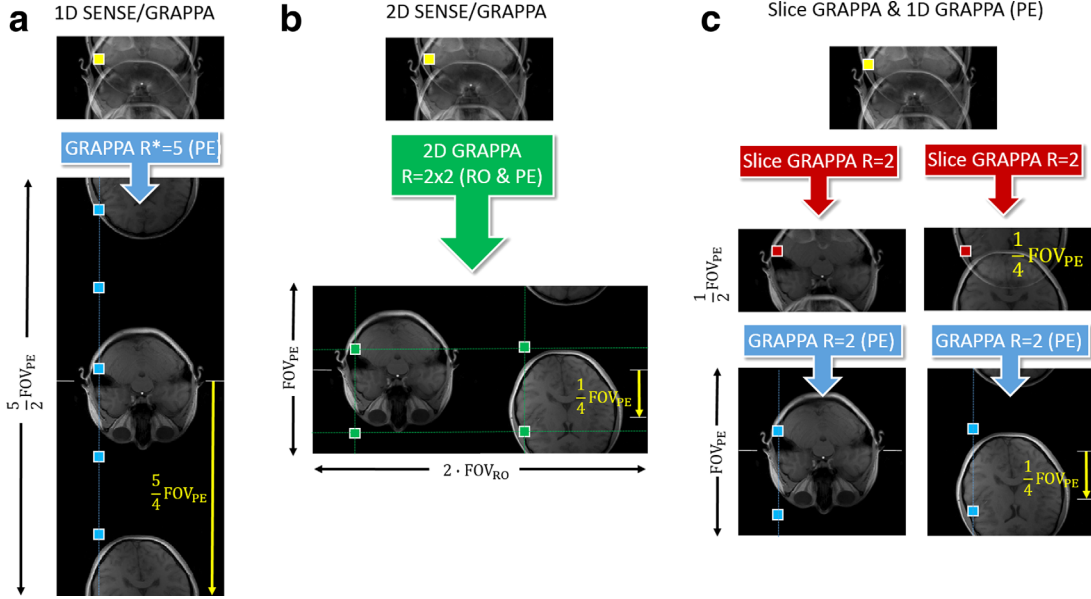 a
1D SENSE/GRAPPA
GRAPPA R*=5 (PE)
5/2 FOV_PE
5/4 FOV_PE
b
2D SENSE/GRAPPA
2D GRAPPA
R=2x2 (RO & PE)
FOV_PE
1/4 FOV_PE
2 · FOV_RO
c
Slice GRAPPA & 1D GRAPPA (PE)
Slice GRAPPA R=2
Slice GRAPPA R=2
1/2 FOV_PE
1/4 FOV_PE
GRAPPA R=2 (PE)
GRAPPA R=2 (PE)
FOV_PE
1/4 FOV_PE